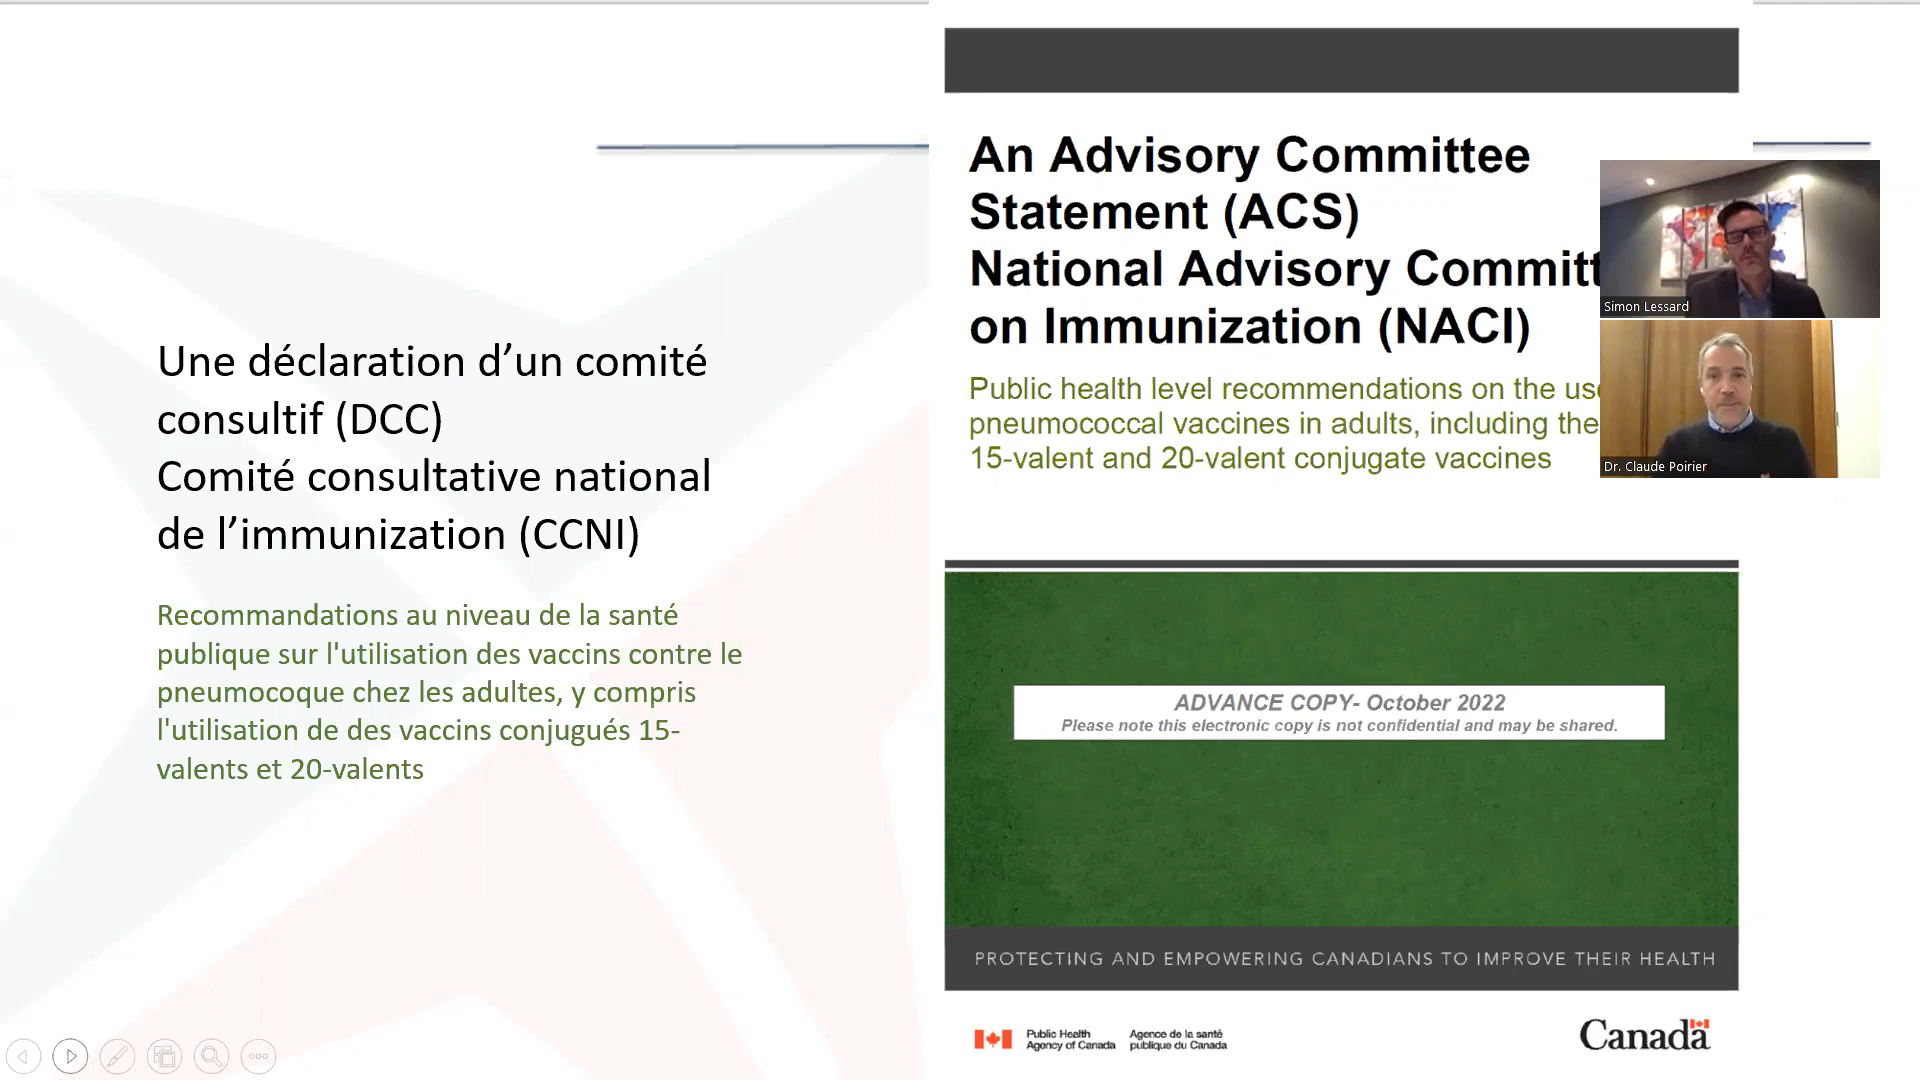 Une déclaration d’un comité
consultif (DCC)
Comité consultative national
de l’immunization (CCNI)
Recommandations au niveau de la santé
publique sur l'utilisation des vaccins contre le
pneumocoque chez les adultes, y compris
l'utilisation de des vaccins conjugués 15-
valents et 20-valents
An Advisory Committee
Statement (ACS)
National Advisory Committ
on Immunization (NACI)
Public health level recommendations on the use
pneumococcal vaccines in adults, including the
15-valent and 20-valent conjugate vaccines
Simon Lessard
Dr. Claude Poirier
ADVANCE COPY- October 2022
Please note this electronic copy is not confidential and may be shared.
PROTECTING AND EMPOWERING CANADIANS TO IMPROVE THEIR HEALTH
Public Health
Agency of Canada
Agence de la santé
publique du Canada
Canada